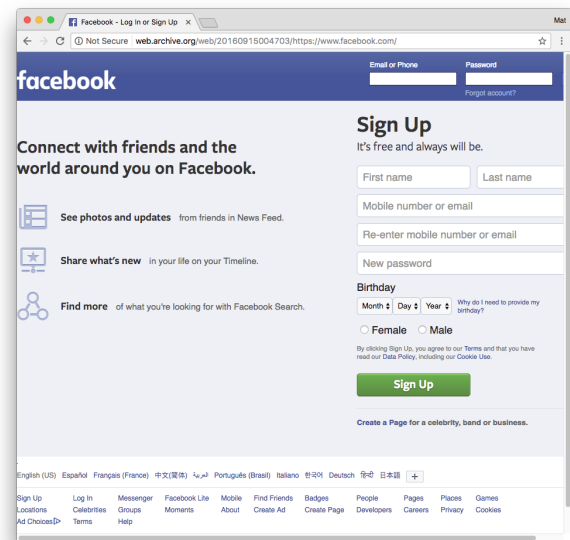 Facebook - Log In or Sign Up
Mat
Not Secure web.archive.org/web/20160915004703/https://www.facebook.com/
facebook
Email or Phone Password
Forgot account?
Connect with friends and the
world around you on Facebook.
See photos and updates from friends in News Feed.
Share what's new in your life on your Timeline.
Find more of what you're looking for with Facebook Search.
Sign Up
It's free and always will be.
First name Last name
Mobile number or email
Re-enter mobile number or email
New password
Birthday
Month Day Year Why do I need to provide my
birthday?
Female Male
By clicking Sign Up, you agree to our Terms and that you have
read our Data Policy, including our Cookie Use.
Sign Up
Create a Page for a celebrity, band or business.
English (US) Español Français (France) 中文(简体) العربية Português (Brasil) Italiano 한국어 Deutsch हिन्दी 日本語 +
Sign Up Log In Messenger Facebook Lite Mobile Find Friends Badges People Pages Places Games
Locations Celebrities Groups Moments About Create Ad Create Page Developers Careers Privacy Cookies
Ad Choices Terms Help